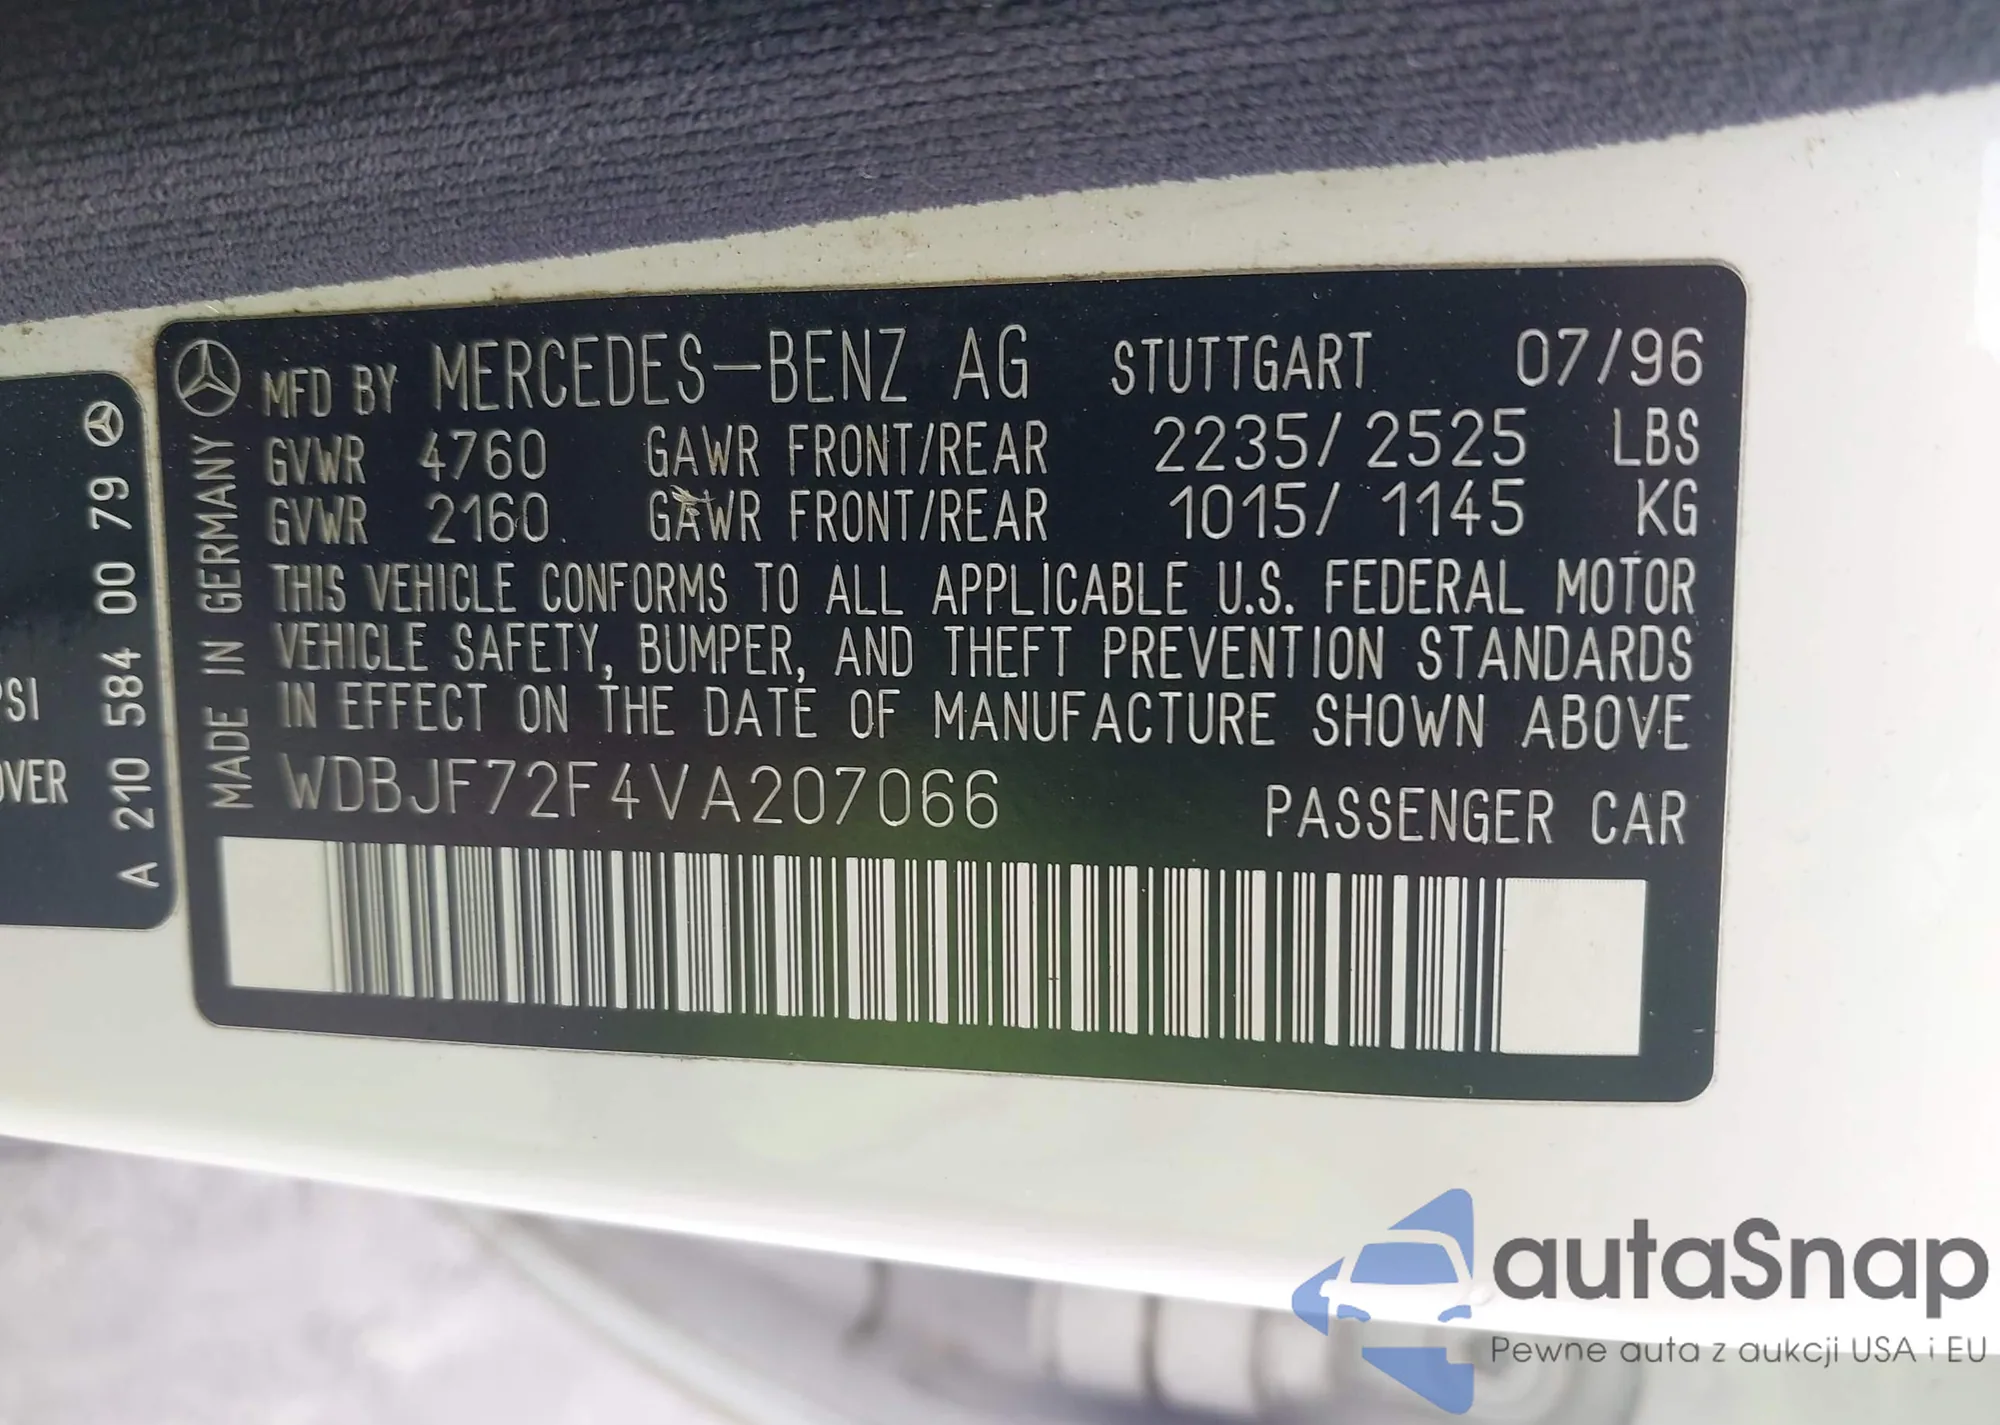 MFD BY MERCEDES-BENZ AG STUTTGART 07/96
GVWR 4760 GAWR FRONT/REAR 2235/2525 LBS
GVWR 2160 GAWR FRONT/REAR 1015/1145 KG
THIS VEHICLE CONFORMS TO ALL APPLICABLE U.S. FEDERAL MOTOR
VEHICLE SAFETY, BUMPER, AND THEFT PREVENTION STANDARDS
IN EFFECT ON THE DATE OF MANUFACTURE SHOWN ABOVE
WDBJF72F4VA207066 PASSENGER CAR
MADE IN GERMANY
A 210 584 00 79
PSI
OVER
autaSnap
Pewne auta z aukcji USA i EU